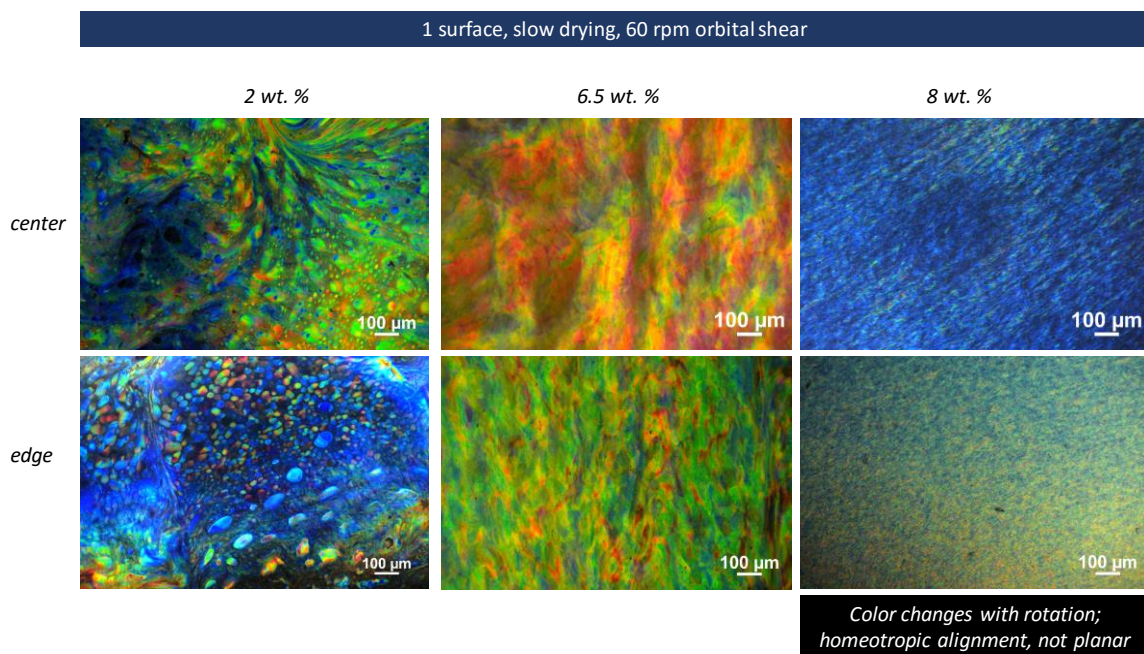 1 surface, slow drying, 60 rpm orbital shear
2 wt. % 6.5 wt. % 8 wt. %
center
100 µm 100 µm 100 µm
edge
100 µm 100 µm 100 µm
Color changes with rotation;
homeotropic alignment, not planar